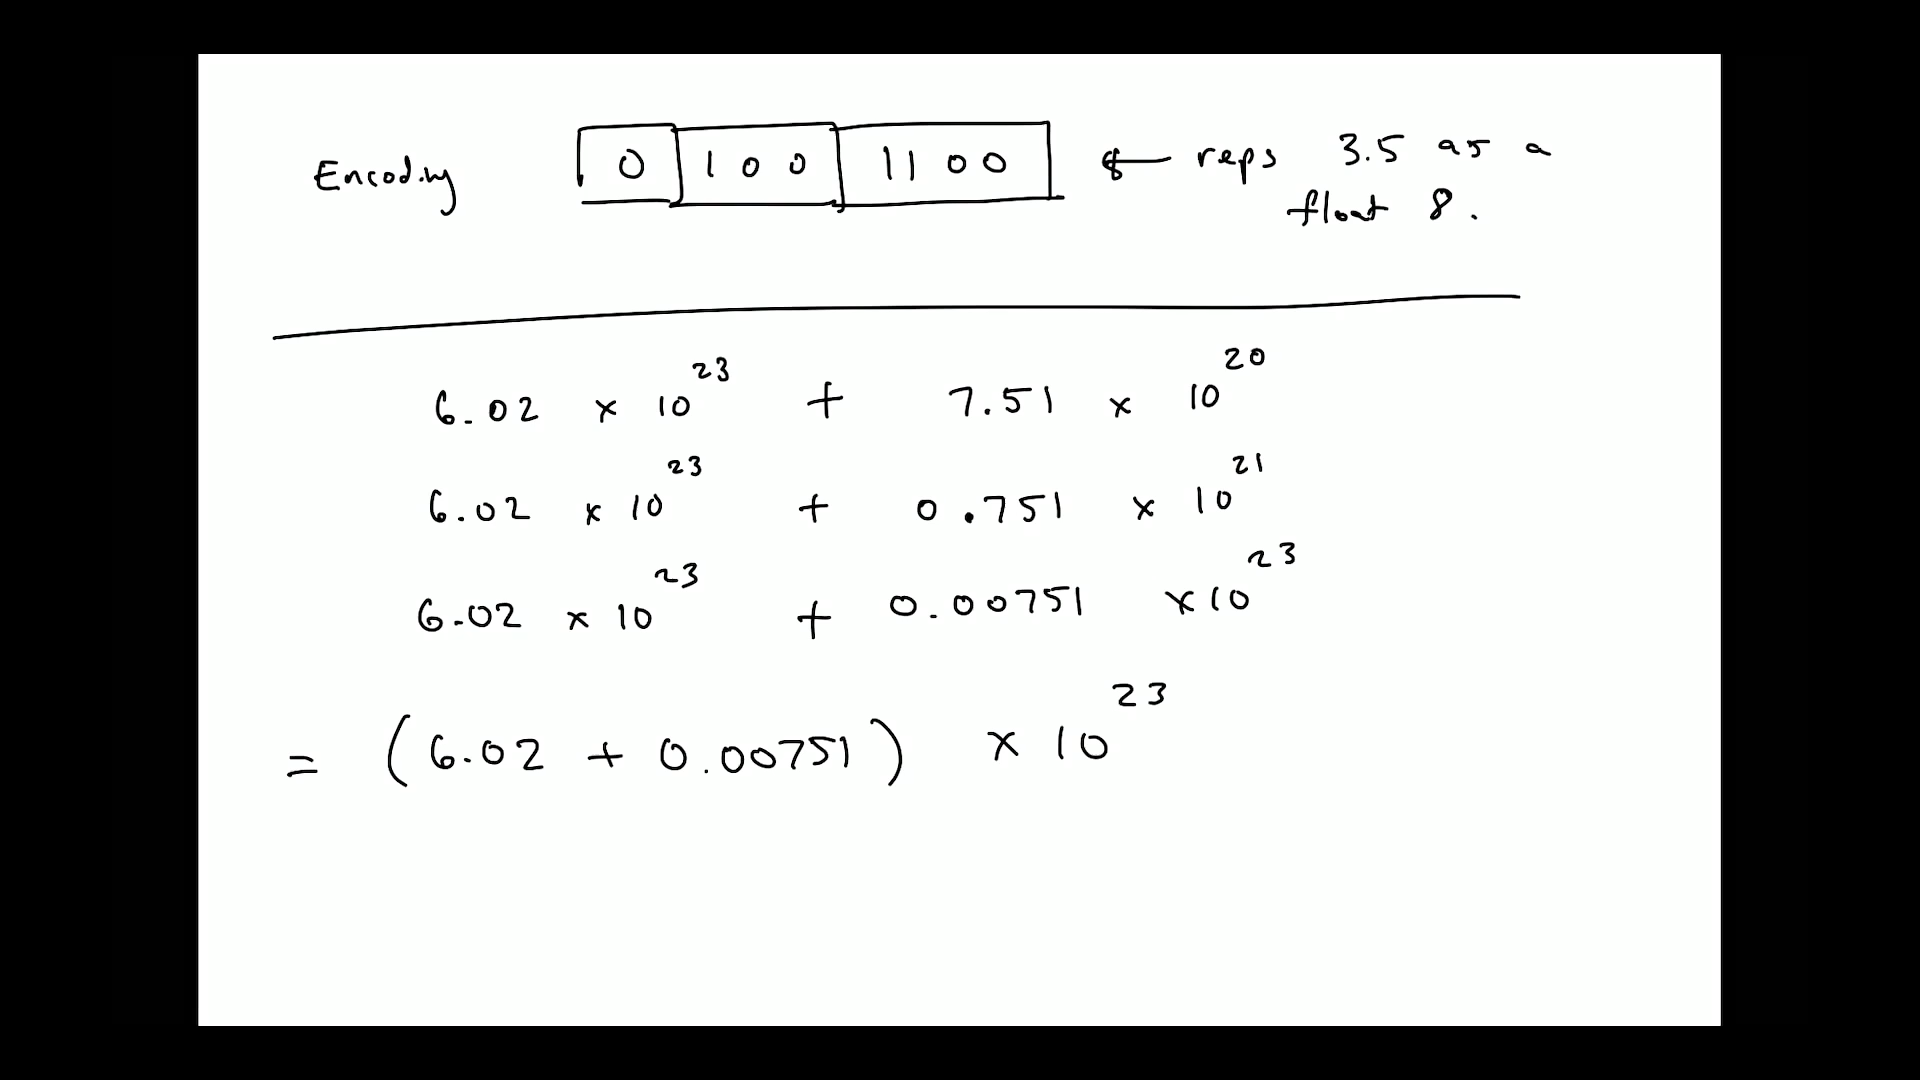 Encoding 0 100 1100 ← reps 3.5 as a
float 8.
6.02 x 10^23 + 7.51 x 10^20
6.02 x 10^23 + 0.751 x 10^21
6.02 x 10^23 + 0.00751 x 10^23
= (6.02 + 0.00751) x 10^23